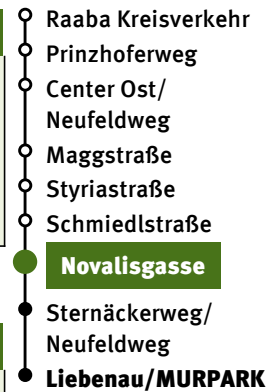 Raaba Kreisverkehr
Prinzhoferweg
Center Ost/
Neufeldweg
Maggstraße
Styriastraße
Schmiedlstraße
Novalisgasse
Sternäckerweg/
Neufeldweg
Liebenau/MURPARK